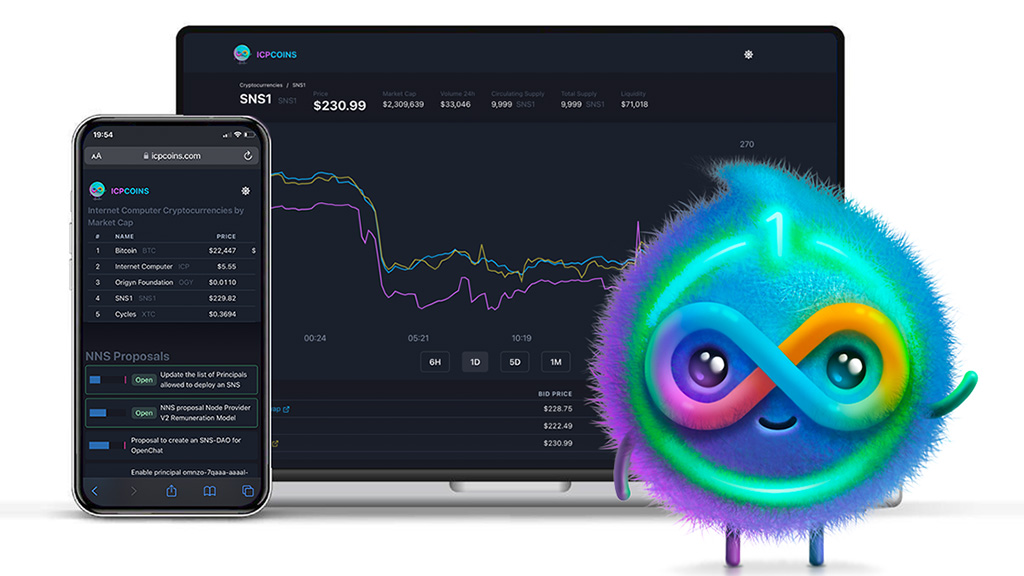 ICPCOINS
Cryptocurrencies / SNS1
SNS1 SNS1
Price
$230.99
Market Cap
$2,309,639
Volume 24h
$33,046
Circulating Supply
9,999 SNS1
Total Supply
9,999 SNS1
Liquidity
$71,018
270
00:24 05:21 10:19
6H 1D 5D 1M
BID PRICE
$228.75
$222.49
$230.99
19:54
AA icpcoins.com
ICPCOINS
Internet Computer Cryptocurrencies by
Market Cap
# NAME PRICE
1 Bitcoin BTC $22,447 $
2 Internet Computer ICP $5.55
3 Origyn Foundation OGY $0.0110
4 SNS1 SNS1 $229.82
5 Cycles XTC $0.3694
NNS Proposals
Open Update the list of Principals
allowed to deploy an SNS
Open NNS proposal Node Provider
V2 Remuneration Model
Proposal to create an SNS-DAO for
OpenChat
Enable principal omnzo-7qaaa-aaaal-
1